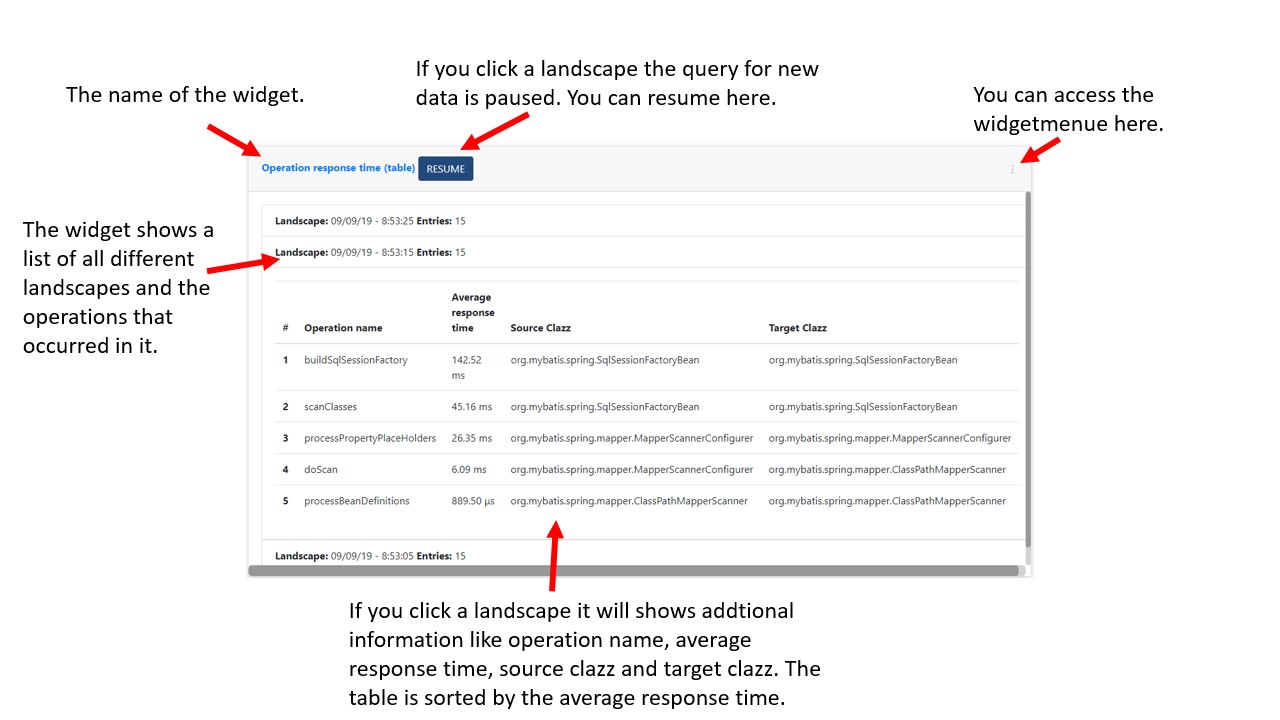 If you click a landscape the query for new
data is paused. You can resume here.
The name of the widget.
You can access the
widgetmenue here.
Operation response time (table) RESUME
The widget shows a
list of all different
landscapes and the
operations that
occurred in it.
Landscape: 09/09/19 - 8:53:25 Entries: 15
Landscape: 09/09/19 - 8:53:15 Entries: 15
Average
response
# Operation name time Source Clazz Target Clazz
1 buildSqlSessionFactory 142.52 org.mybatis.spring.SqlSessionFactoryBean org.mybatis.spring.SqlSessionFactoryBean
ms
2 scanClasses 45.16 ms org.mybatis.spring.SqlSessionFactoryBean org.mybatis.spring.SqlSessionFactoryBean
3 processPropertyPlaceHolders 26.35 ms org.mybatis.spring.mapper.MapperScannerConfigurer org.mybatis.spring.mapper.MapperScannerConfigurer
4 doScan 6.09 ms org.mybatis.spring.mapper.MapperScannerConfigurer org.mybatis.spring.mapper.ClassPathMapperScanner
5 processBeanDefinitions 889.50 μs org.mybatis.spring.mapper.ClassPathMapperScanner org.mybatis.spring.mapper.ClassPathMapperScanner
Landscape: 09/09/19 - 8:53:05 Entries: 15
If you click a landscape it will shows addtional
information like operation name, average
response time, source clazz and target clazz. The
table is sorted by the average response time.